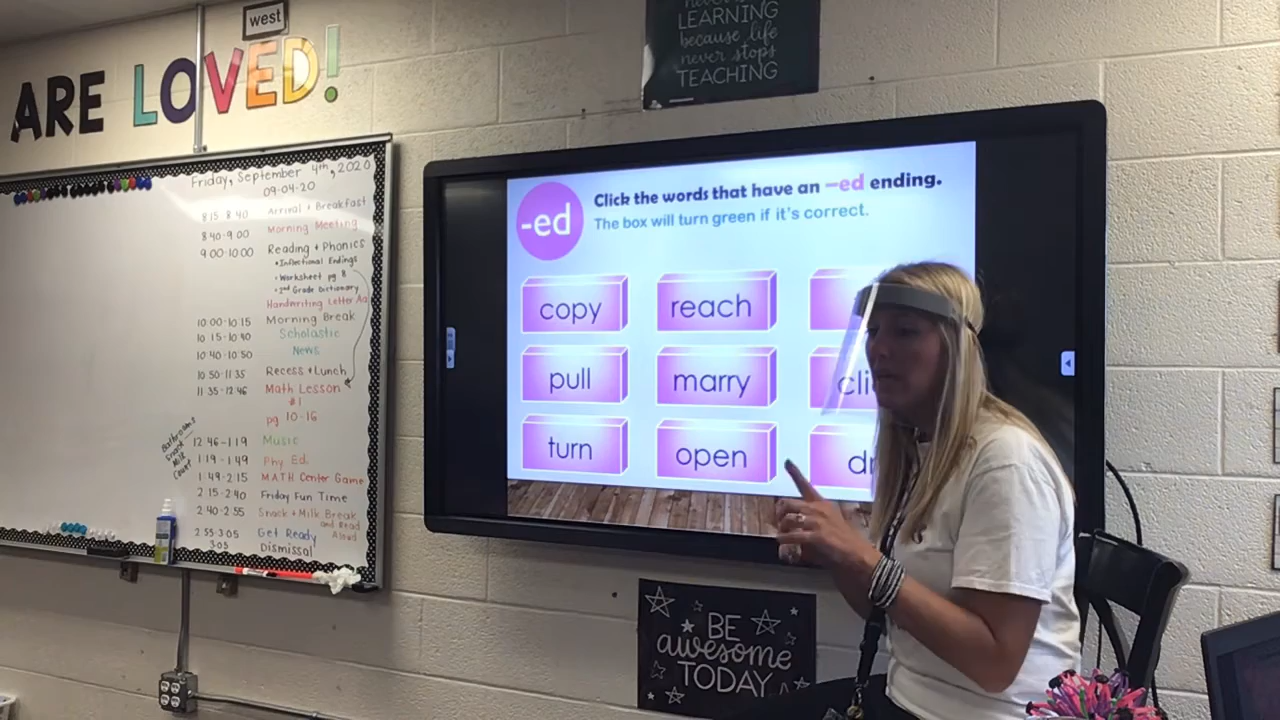 west
ARE LOVED!
LEARNING
because life
never stops
TEACHING
Friday, September 4th, 2020
09-04-20
8:15-8:40 Arrival + Breakfast
8:40-9:00 Morning Meeting
9:00-10:00 Reading + Phonics
• Inflectional Endings
• Worksheet pg 8
• 2nd Grade Dictionary
Handwriting Letter Aa
10:00-10:15 Morning Break
10:15-10:40 Scholastic
10:40-10:50 News
10:50-11:35 Recess + Lunch
11:35-12:46 Math Lesson
#1
pg 10-16
12:46-1:19 Music
1:19-1:49 Phy Ed.
1:49-2:15 MATH Center Game
2:15-2:40 Friday Fun Time
2:40-2:55 Snack + Milk Break
and Read
Aloud
2:55-3:05 Get Ready
3:05 Dismissal
Bathrooms
Snack
Milk
Count
-ed
Click the words that have an -ed ending.
The box will turn green if it's correct.
copy reach
pull marry
turn open
BE
awesome
TODAY